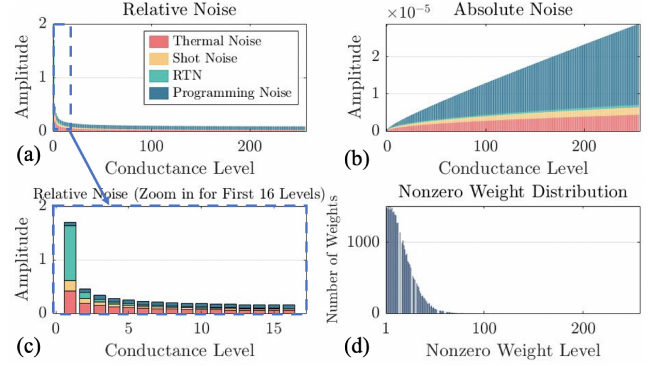 Relative Noise
2
1
0
Amplitude
Thermal Noise
Shot Noise
RTN
Programming Noise
0
100
200
Conductance Level
(a)
×10⁻⁵
Absolute Noise
2
1
0
Amplitude
0
100
200
Conductance Level
(b)
Relative Noise (Zoom in for First 16 Levels)
2
1
0
Amplitude
0
5
10
15
Conductance Level
(c)
Nonzero Weight Distribution
1000
0
Number of Weights
1
100
200
Nonzero Weight Level
(d)